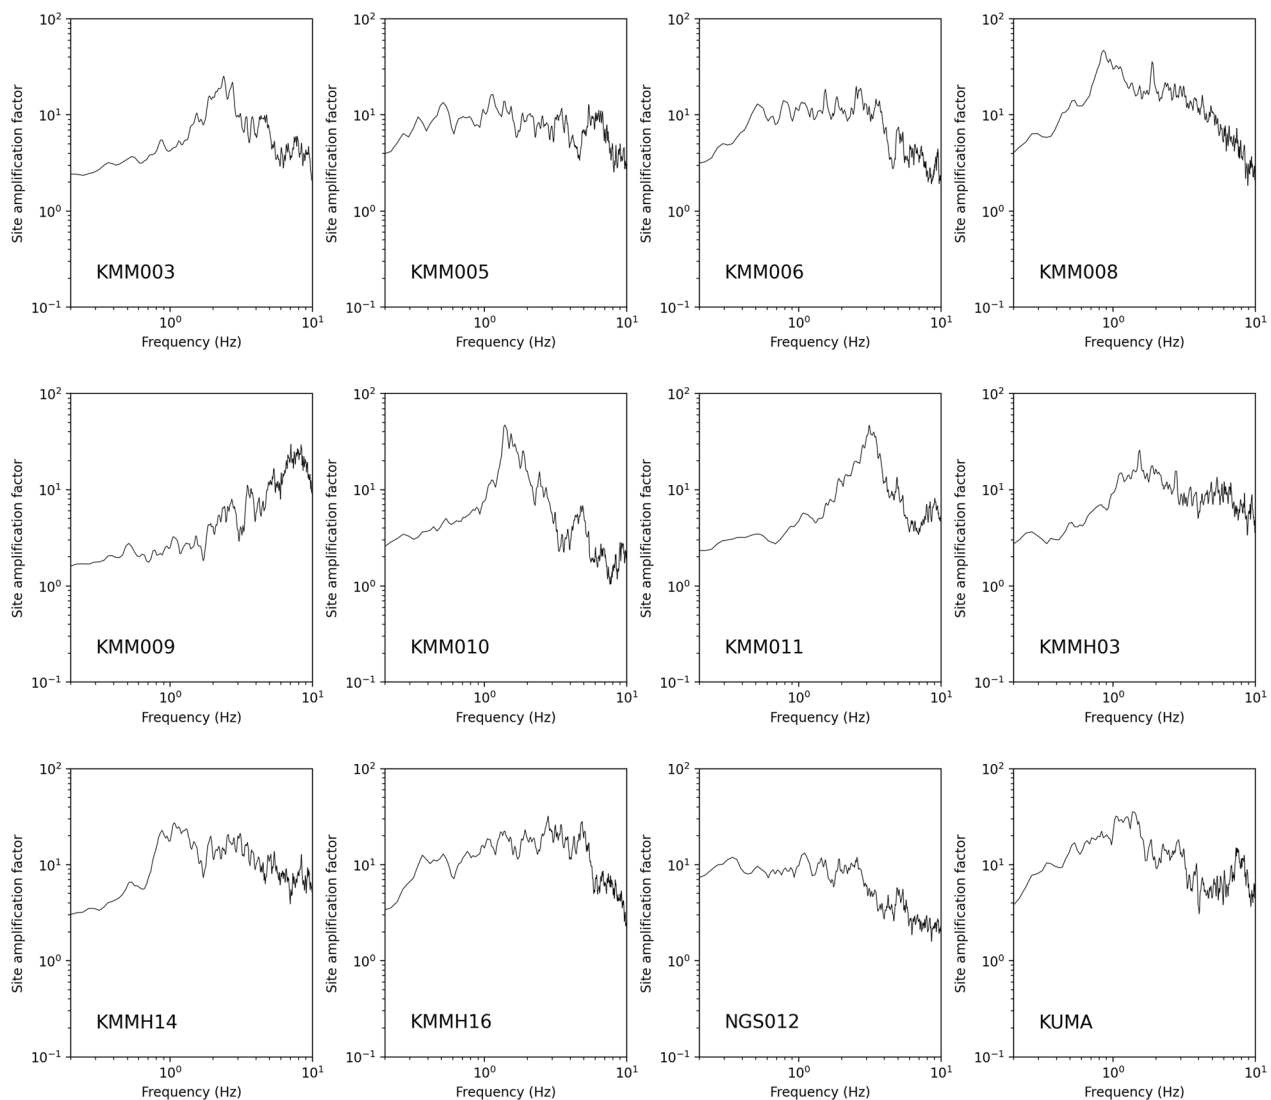 10² 10² 10² 10²
Site amplification factor Site amplification factor Site amplification factor Site amplification factor
10¹ 10¹ 10¹ 10¹
10⁰ 10⁰ 10⁰ 10⁰
KMM003 KMM005 KMM006 KMM008
10⁻¹ 10⁻¹ 10⁻¹ 10⁻¹
10⁰ 10¹ 10⁰ 10¹ 10⁰ 10¹ 10⁰ 10¹
Frequency (Hz) Frequency (Hz) Frequency (Hz) Frequency (Hz)
10² 10² 10² 10²
Site amplification factor Site amplification factor Site amplification factor Site amplification factor
10¹ 10¹ 10¹ 10¹
10⁰ 10⁰ 10⁰ 10⁰
KMM009 KMM010 KMM011 KMMH03
10⁻¹ 10⁻¹ 10⁻¹ 10⁻¹
10⁰ 10¹ 10⁰ 10¹ 10⁰ 10¹ 10⁰ 10¹
Frequency (Hz) Frequency (Hz) Frequency (Hz) Frequency (Hz)
10² 10² 10² 10²
Site amplification factor Site amplification factor Site amplification factor Site amplification factor
10¹ 10¹ 10¹ 10¹
10⁰ 10⁰ 10⁰ 10⁰
KMMH14 KMMH16 NGS012 KUMA
10⁻¹ 10⁻¹ 10⁻¹ 10⁻¹
10⁰ 10¹ 10⁰ 10¹ 10⁰ 10¹ 10⁰ 10¹
Frequency (Hz) Frequency (Hz) Frequency (Hz) Frequency (Hz)